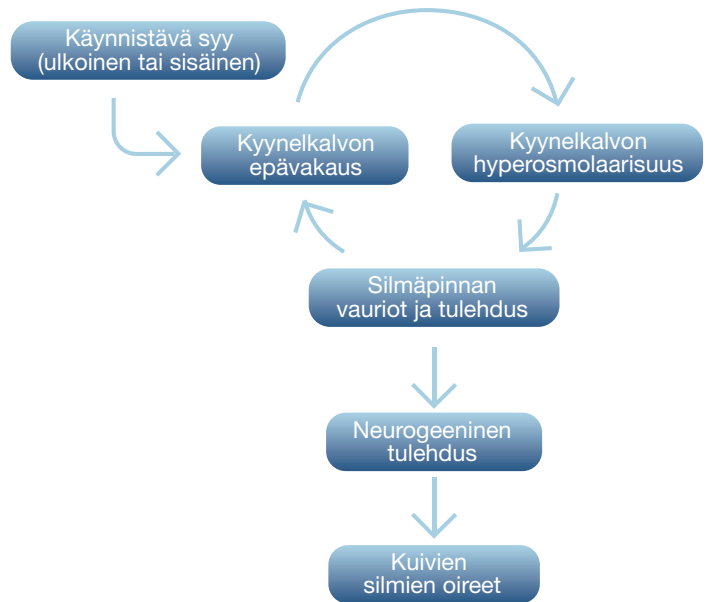 Käynnistävä syy
(ulkoinen tai sisäinen)
Kyynelkalvon
epävakaus
Kyynelkalvon
hyperosmolaarisuus
Silmäpinnan
vauriot ja tulehdus
Neurogeeninen
tulehdus
Kuivien
silmien oireet